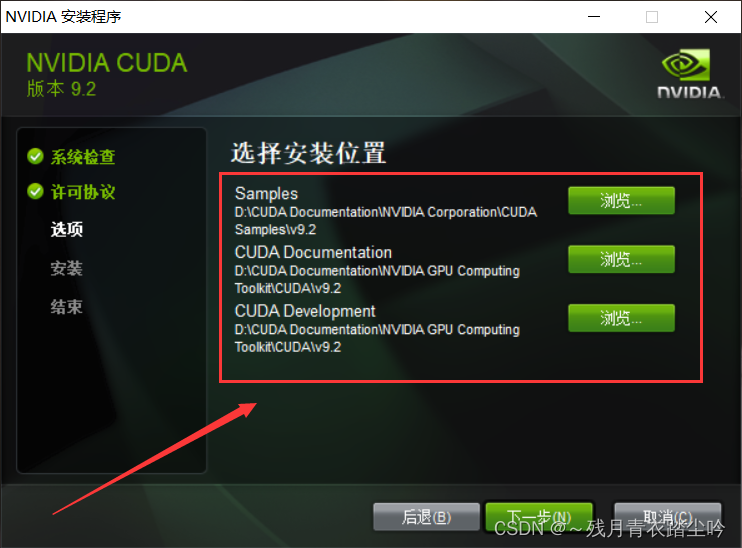 NVIDIA 安装程序
NVIDIA CUDA
版本 9.2
NVIDIA.
系统检查
许可协议
选项
安装
结束
选择安装位置
Samples
D:\CUDA Documentation\NVIDIA Corporation\CUDA
Samples\v9.2
浏览...
CUDA Documentation
D:\CUDA Documentation\NVIDIA GPU Computing
Toolkit\CUDA\v9.2
浏览...
CUDA Development
D:\CUDA Documentation\NVIDIA GPU Computing
Toolkit\CUDA\v9.2
浏览...
后退(B)
下一步(N)
取消(C)
CSDN @～残月青衣踏尘吟